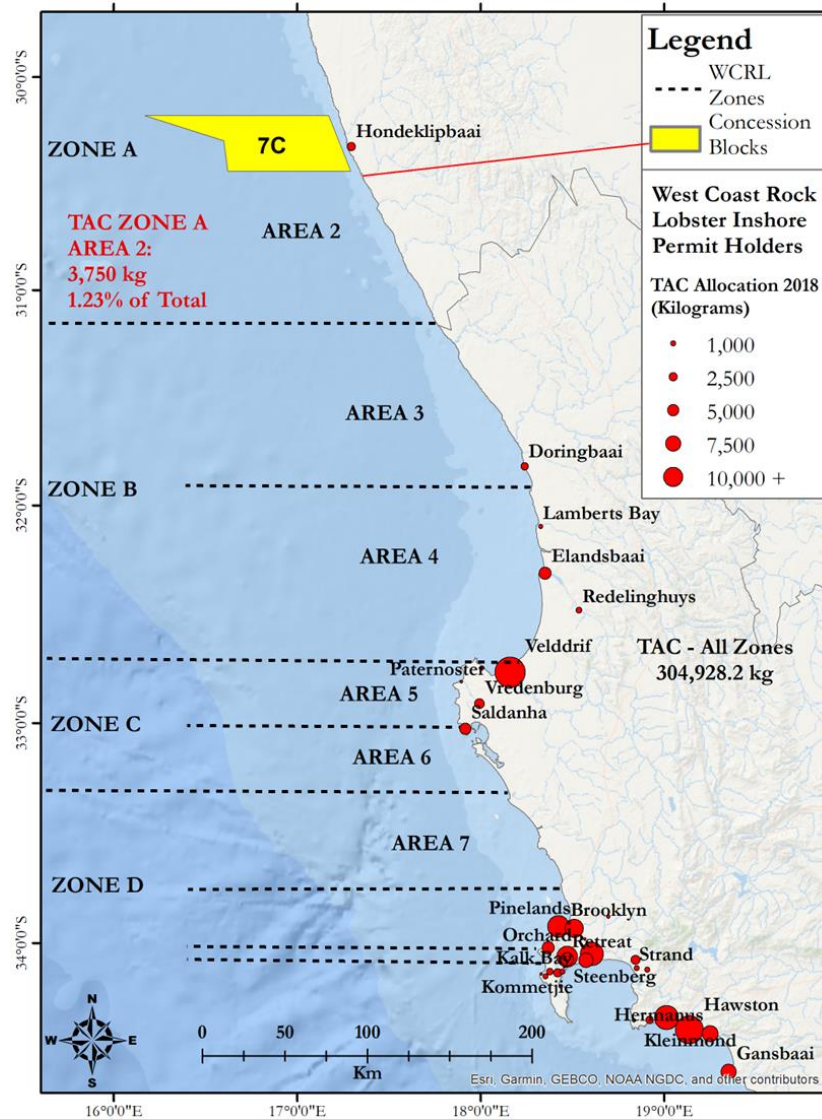 Legend
WCRL
Zones
Concession
Blocks
West Coast Rock
Lobster Inshore
Permit Holders
TAC Allocation 2018
(Kilograms)
1,000
2,500
5,000
7,500
10,000 +
30°0'0"S
31°0'0"S
32°0'0"S
33°0'0"S
34°0'0"S
ZONE A
7C
Hondeklipbaai
TAC ZONE A
AREA 2:
3,750 kg
1.23% of Total
AREA 2
AREA 3
Doringbaai
ZONE B
Lamberts Bay
AREA 4
Elandsbaai
Redelinghuys
Velddrif
TAC - All Zones
304,928.2 kg
Paternoster
Vredenburg
AREA 5
Saldanha
ZONE C
AREA 6
AREA 7
ZONE D
Pinelands
Brooklyn
Orchard
Retreat
Kalk Bay
Strand
Steenberg
Kommetjie
Hermanus
Hawston
Kleinmond
Gansbaai
N
W
E
S
0 50 100 200
Km
Esri, Garmin, GEBCO, NOAA NGDC, and other contributors
16°0'0"E 17°0'0"E 18°0'0"E 19°0'0"E